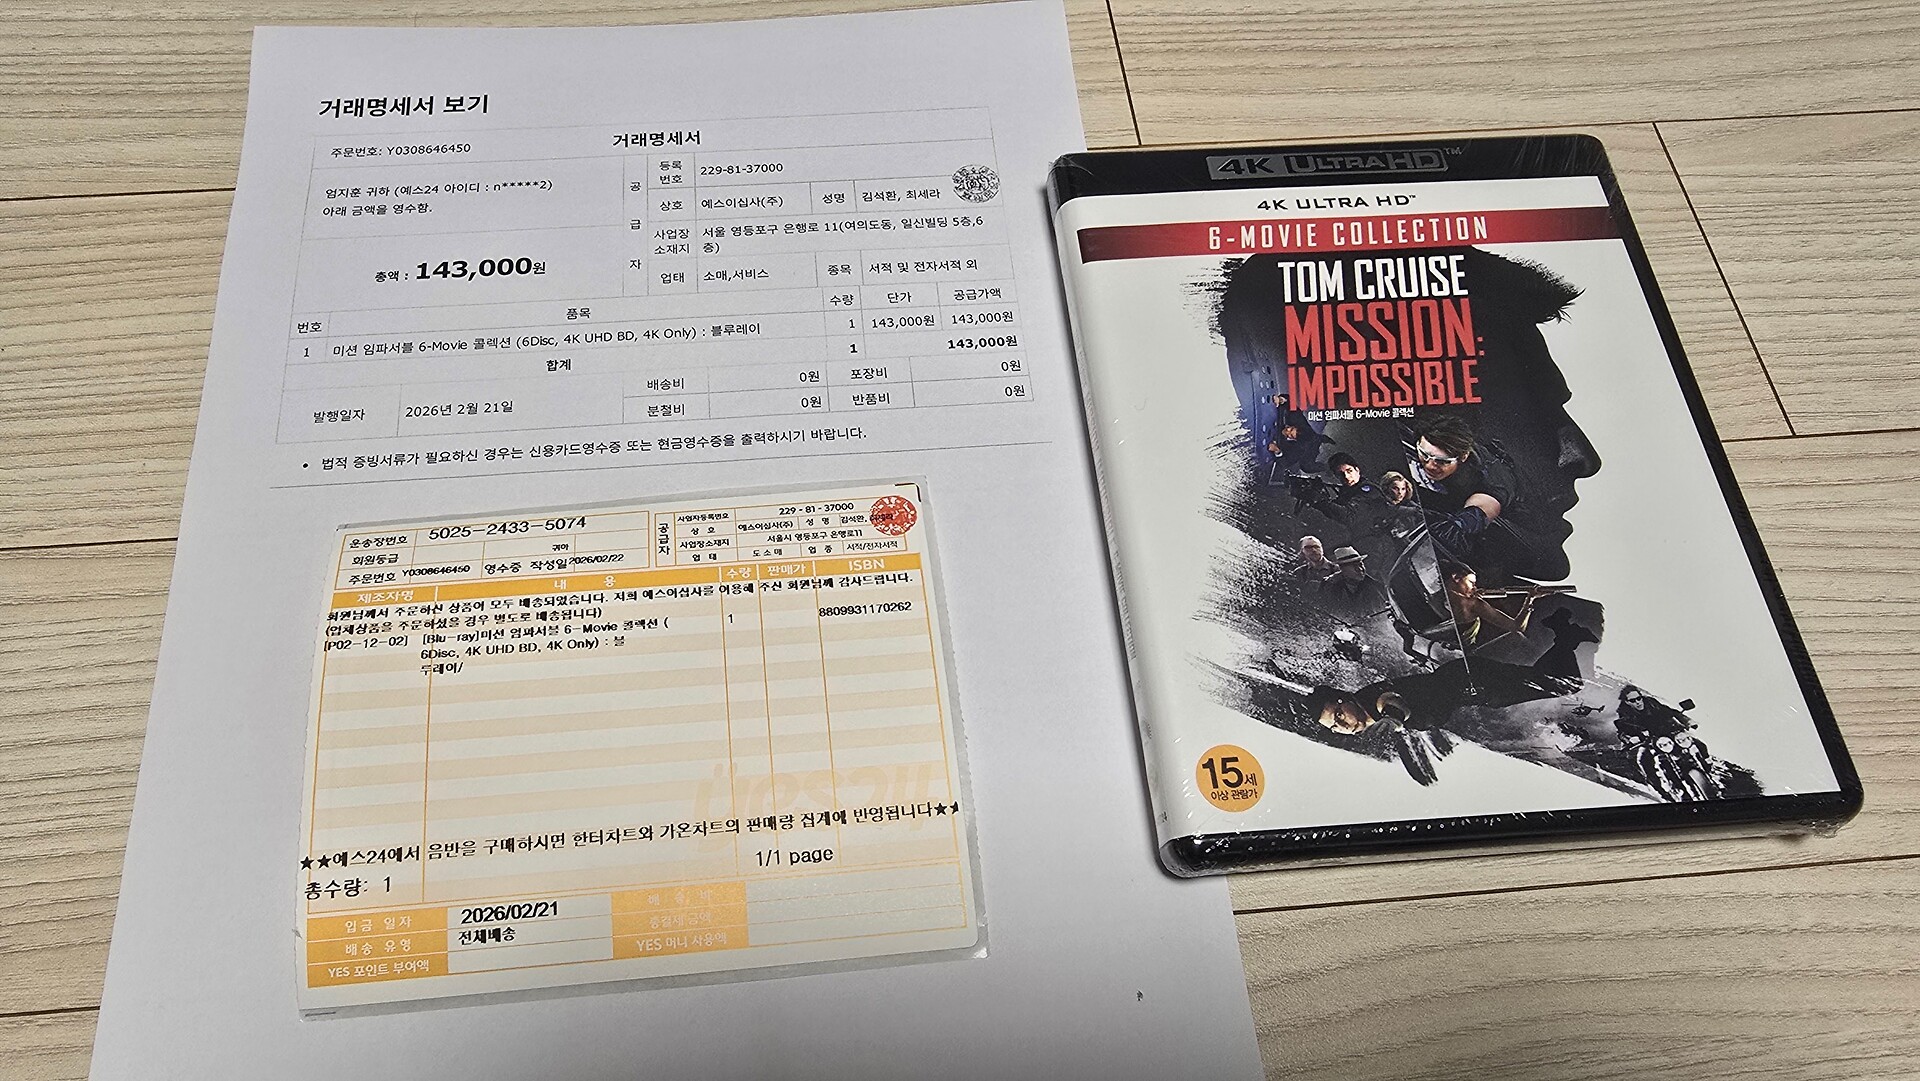 거래명세서 보기
거래명세서
주문번호: Y0308646450
엄지훈 귀하 (예스24 아이디 : n*****2)
아래 금액을 영수함.
총액 : 143,000원
공급자
등록번호 229-81-37000
상호 예스이십사(주) 성명 김석환, 최세라
사업장소재지 서울 영등포구 은행로 11(여의도동, 일신빌딩 5층,6층)
업태 소매,서비스 종목 서적 및 전자서적 외
번호 품목 수량 단가 공급가액
1 미션 임파서블 6-Movie 콜렉션 (6Disc, 4K UHD BD, 4K Only) : 블루레이 1 143,000원 143,000원
합계 1 143,000원
발행일자 2026년 2월 21일
배송비 0원 포장비 0원
분철비 0원 반품비 0원
• 법적 증빙서류가 필요하신 경우는 신용카드영수증 또는 현금영수증을 출력하시기 바랍니다.
운송장번호 5025-2433-5074
회원등급 귀하
주문번호 Y0308646450 영수증 작성일 2026/02/22
공급자
사업자등록번호 229-81-37000
상호 예스이십사(주) 성명 김석환,
사업장소재지 서울시 영등포구 은행로11
업태 도소매 업종 서적/전자서적
제조자명 내용 수량 판매가 ISBN
회원님께서 주문하신 상품이 모두 배송되었습니다. 저희 예스이십사를 이용해 주신 회원님께 감사드립니다.
(업체상품을 주문하셨을 경우 별도로 배송됩니다)
[P02-12-02] [Blu-ray]미션 임파서블 6-Movie 콜렉션 ( 1 8809931170262
6Disc, 4K UHD BD, 4K Only) : 블
루레이/
yes24
★★예스24에서 음반을 구매하시면 한터차트와 가온차트의 판매량 집계에 반영됩니다★
총수량: 1 1/1 page
입금 일자 2026/02/21 배송비
배송 유형 전체배송 총결제금액
YES 포인트 부여액 YES 머니 사용액
4K ULTRA HD™
4K ULTRA HD™
6-MOVIE COLLECTION
TOM CRUISE
MISSION:
IMPOSSIBLE
미션 임파서블 6-Movie 콜렉션
15세
이상 관람가